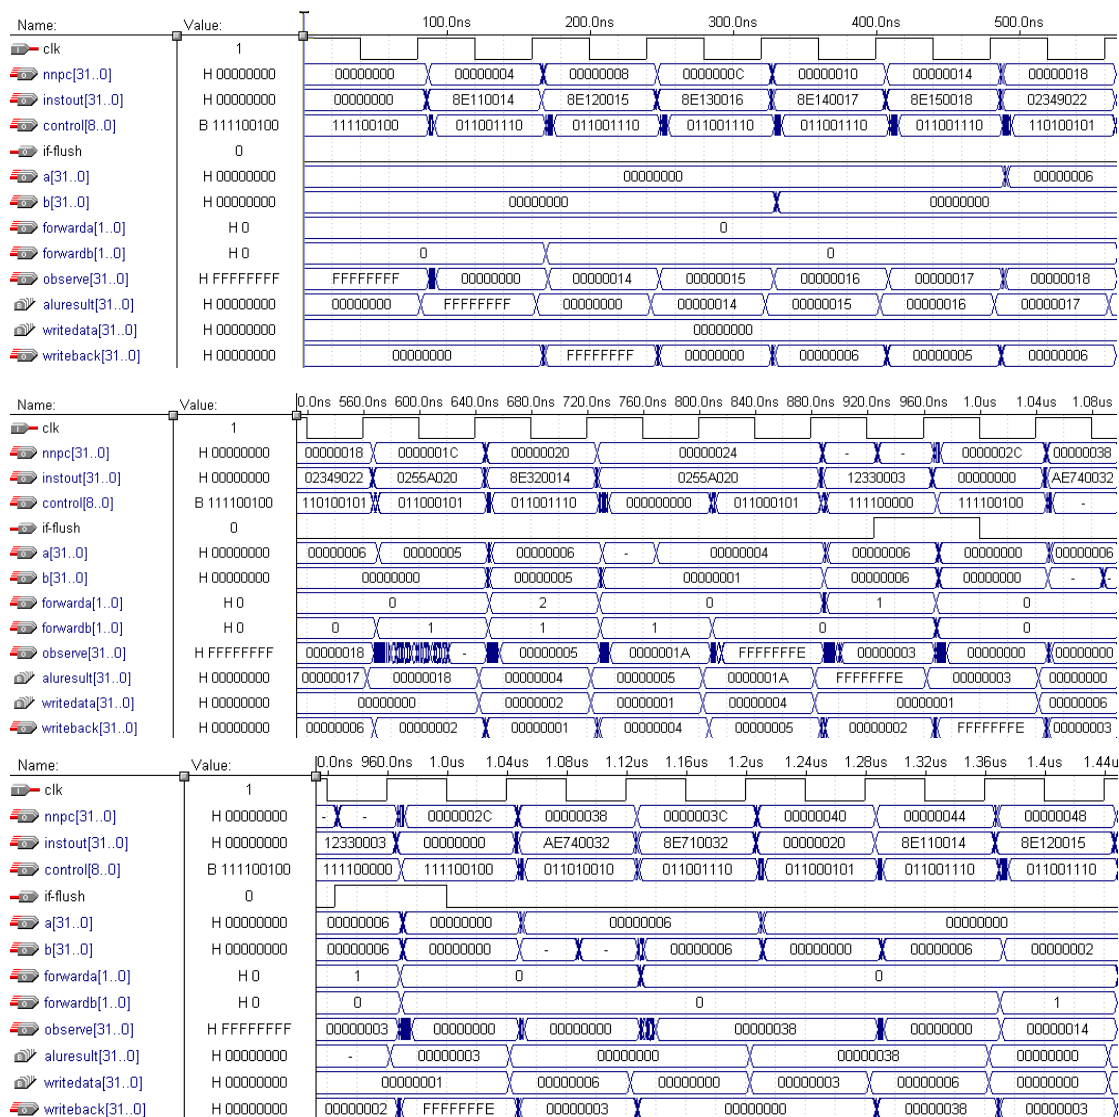 Name: Value: 100.0ns 200.0ns 300.0ns 400.0ns 500.0ns
clk 1
nnpc[31..0] H 00000000 00000000 00000004 00000008 0000000C 00000010 00000014 00000018
instout[31..0] H 00000000 00000000 8E110014 8E120015 8E130016 8E140017 8E150018 02349022
control[8..0] B 111100100 111100100 011001110 011001110 011001110 011001110 011001110 110100101
if-flush 0
a[31..0] H 00000000 00000000 00000006
b[31..0] H 00000000 00000000 00000000
forwarda[1..0] H 0 0
forwardb[1..0] H 0 0 0
observe[31..0] H FFFFFFFF FFFFFFFF 00000000 00000014 00000015 00000016 00000017 00000018
aluresult[31..0] H 00000000 00000000 FFFFFFFF 00000000 00000014 00000015 00000016 00000017
writedata[31..0] H 00000000 00000000
writeback[31..0] H 00000000 00000000 FFFFFFFF 00000000 00000006 00000005 00000006
Name: Value: 0.0ns 560.0ns 600.0ns 640.0ns 680.0ns 720.0ns 760.0ns 800.0ns 840.0ns 880.0ns 920.0ns 960.0ns 1.0us 1.04us 1.08us
clk 1
nnpc[31..0] H 00000000 00000018 0000001C 00000020 00000024 - - 0000002C 00000038
instout[31..0] H 00000000 02349022 0255A020 8E320014 0255A020 12330003 00000000 AE740032
control[8..0] B 111100100 110100101 011000101 011001110 000000000 011000101 111100000 111100100 -
if-flush 0
a[31..0] H 00000000 00000006 00000005 00000006 - 00000004 00000006 00000000 00000006
b[31..0] H 00000000 00000000 00000005 00000001 00000006 00000000 - -
forwarda[1..0] H 0 0 2 0 1 0
forwardb[1..0] H 0 0 1 1 1 0 0
observe[31..0] H FFFFFFFF 00000018 - 00000005 0000001A FFFFFFFE 00000003 00000000 00000000
aluresult[31..0] H 00000000 00000017 00000018 00000004 00000005 0000001A FFFFFFFE 00000003 00000000
writedata[31..0] H 00000000 00000000 00000002 00000001 00000004 00000001 00000006
writeback[31..0] H 00000000 00000006 00000002 00000001 00000004 00000005 00000002 FFFFFFFE 00000003
Name: Value: 0.0ns 960.0ns 1.0us 1.04us 1.08us 1.12us 1.16us 1.2us 1.24us 1.28us 1.32us 1.36us 1.4us 1.44u
clk 1
nnpc[31..0] H 00000000 - - 0000002C 00000038 0000003C 00000040 00000044 00000048
instout[31..0] H 00000000 12330003 00000000 AE740032 8E710032 00000020 8E110014 8E120015
control[8..0] B 111100100 111100000 111100100 011010010 011001110 011000101 011001110 011001110
if-flush 0
a[31..0] H 00000000 00000006 00000000 00000006 00000000
b[31..0] H 00000000 00000006 00000000 - - 00000006 00000000 00000006 00000002
forwarda[1..0] H 0 1 0 0
forwardb[1..0] H 0 0 0 1
observe[31..0] H FFFFFFFF 00000003 00000000 00000000 00000038 00000000 00000014
aluresult[31..0] H 00000000 - 00000003 00000000 00000038 00000000
writedata[31..0] H 00000000 00000001 00000006 00000000 00000003 00000006 00000000
writeback[31..0] H 00000000 00000002 FFFFFFFE 00000003 00000000 00000038 00000003